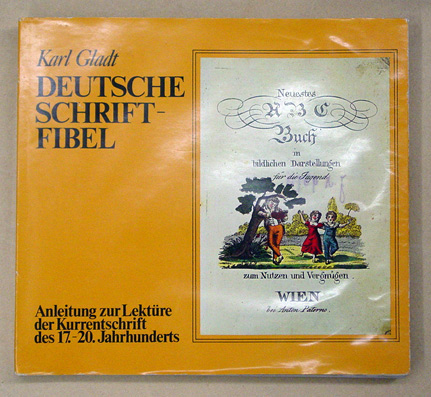 Karl Gladt
DEUTSCHE
SCHRIFT-
FIBEL
Anleitung zur Lektüre
der Kurrentschrift
des 17.-20. Jahrhunderts
Neuestes
A B C
Buch
in
bildlichen Darstellungen
für die Jugend
zum Nutzen und Vergnügen.
WIEN
bei Anton Paterno.